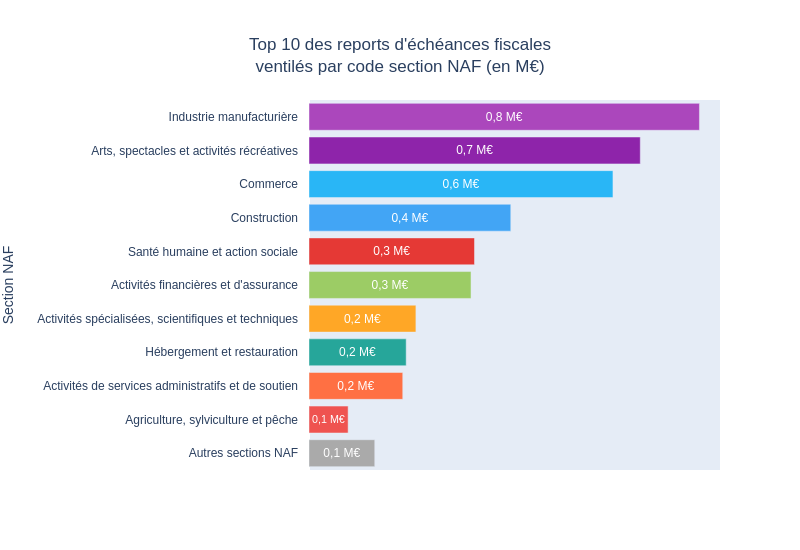 Top 10 des reports d'échéances fiscales
ventilés par code section NAF (en M€)
Section NAF
Industrie manufacturière 0,8 M€
Arts, spectacles et activités récréatives 0,7 M€
Commerce 0,6 M€
Construction 0,4 M€
Santé humaine et action sociale 0,3 M€
Activités financières et d'assurance 0,3 M€
Activités spécialisées, scientifiques et techniques 0,2 M€
Hébergement et restauration 0,2 M€
Activités de services administratifs et de soutien 0,2 M€
Agriculture, sylviculture et pêche 0,1 M€
Autres sections NAF 0,1 M€